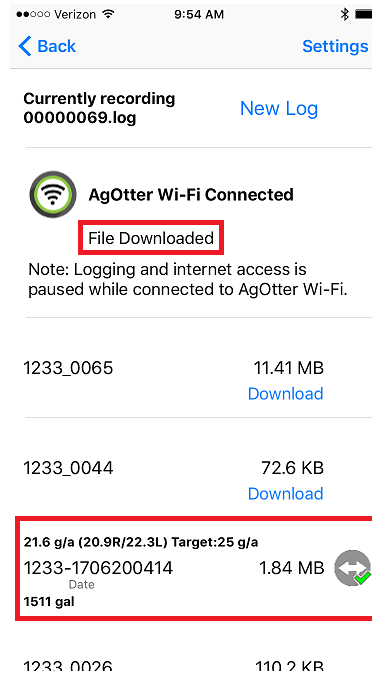 Verizon 9:54 AM
Back Settings
Currently recording
00000069.log New Log
AgOtter Wi-Fi Connected
File Downloaded
Note: Logging and internet access is
paused while connected to AgOtter Wi-Fi.
1233_0065 11.41 MB
Download
1233_0044 72.6 KB
Download
21.6 g/a (20.9R/22.3L) Target:25 g/a
1233-1706200414 1.84 MB
Date
1511 gal
1233_0026 110.2 KB